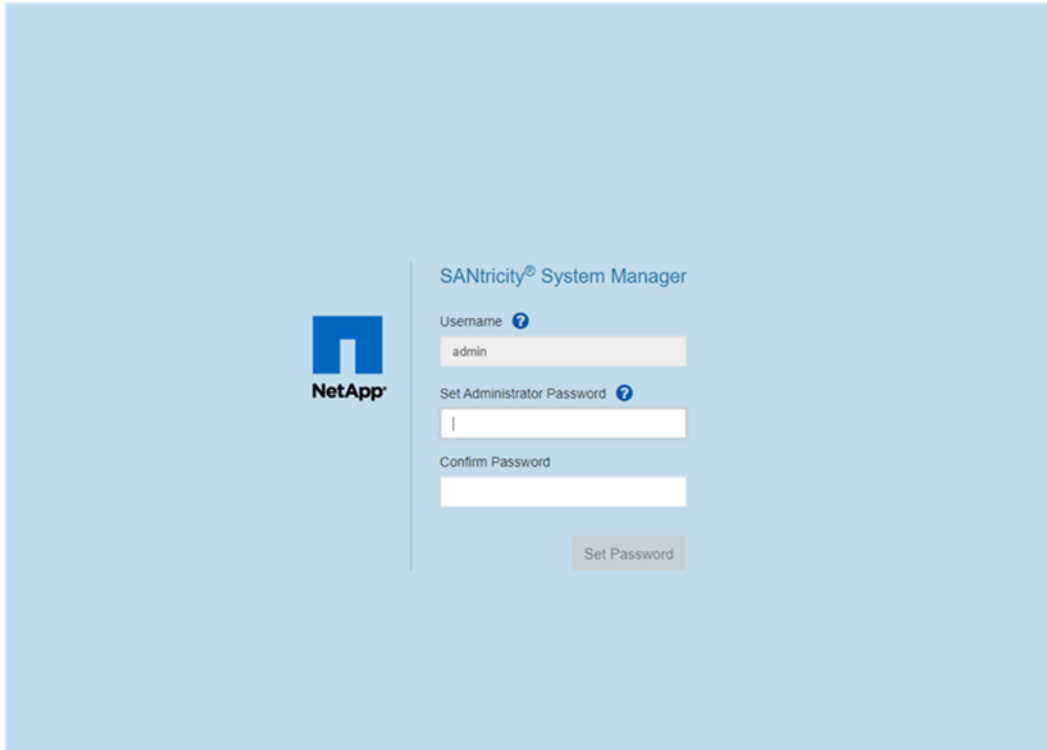 SANtricity® System Manager
Username ?
admin
NetApp
Set Administrator Password ?
Confirm Password
Set Password